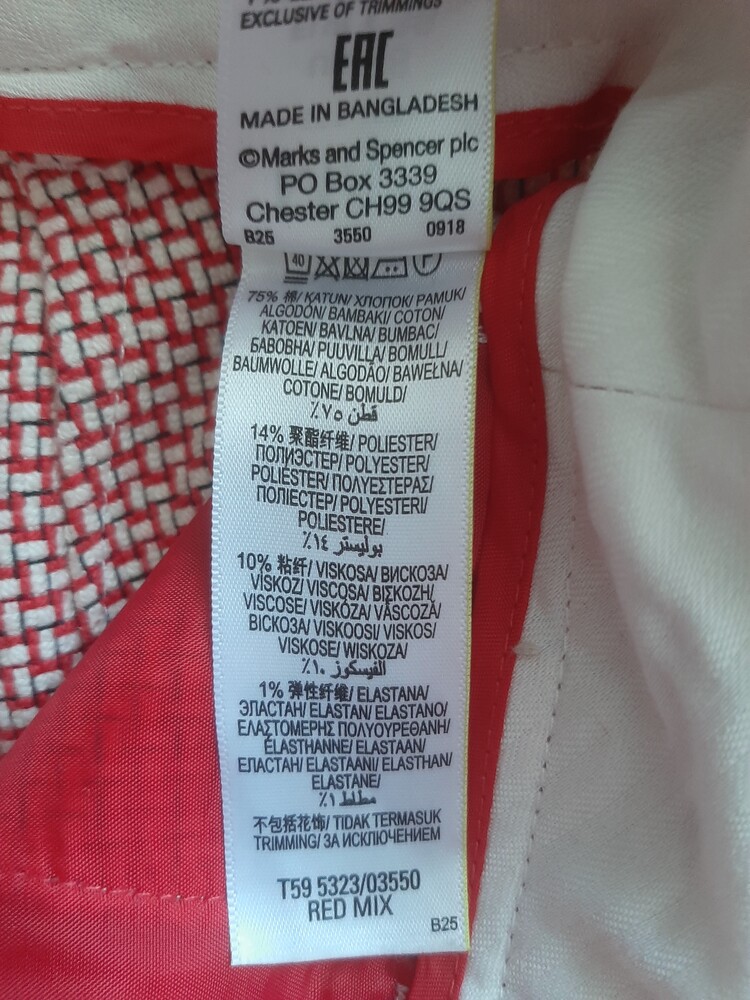 EXCLUSIVE OF TRIMMINGS
EAC
MADE IN BANGLADESH
©Marks and Spencer plc
PO Box 3339
Chester CH99 9QS
B25 3550 0918
40 P
75% 棉/ KATUN/ ХЛОПОК/ PAMUK/
ALGODÓN/ BAMBAKI/ COTON/
KATOEN/ BAVLNA/ BUMBAC/
БАВОВНА/ PUUVILLA/ BOMULL/
BAUMWOLLE/ ALGODÃO/ BAWEŁNA/
COTONE/ BOMULD/
قطن ٧٥٪
14% 聚酯纤维/ POLIESTER/
ПОЛИЭСТЕР/ POLYESTER/
POLIÉSTER/ ΠΟΛΥΕΣΤΕΡΑΣ/
ПОЛІЕСТЕР/ POLYESTERI/
POLIESTERE/
بوليستر ١٤٪
10% 粘纤/ VISKOSA/ ВИСКОЗА/
VİSKOZ/ VISCOSA/ ΒΙΣΚΟΖΗ/
VISCOSE/ VISKÓZA/ VÂSCOZĂ/
ВІСКОЗА/ VISKOOSI/ VISKOS/
VISKOSE/ WISKOZA/
الفيسكوز ١٠٪
1% 弹性纤维/ ELASTANA/
ЭЛАСТАН/ ELASTAN/ ELASTANO/
ΕΛΑΣΤΟΜΕΡΗΣ ΠΟΛΥΟΥΡΕΘΑΝΗ/
ÉLASTHANNE/ ELASTAAN/
ЕЛАСТАН/ ELASTAANI/ ELASTHAN/
ELASTANE/
مطلط ١٪
不包括花饰/ TIDAK TERMASUK
TRIMMING/ ЗА ИСКЛЮЧЕНИЕМ
T59 5323/03550
RED MIX
B25